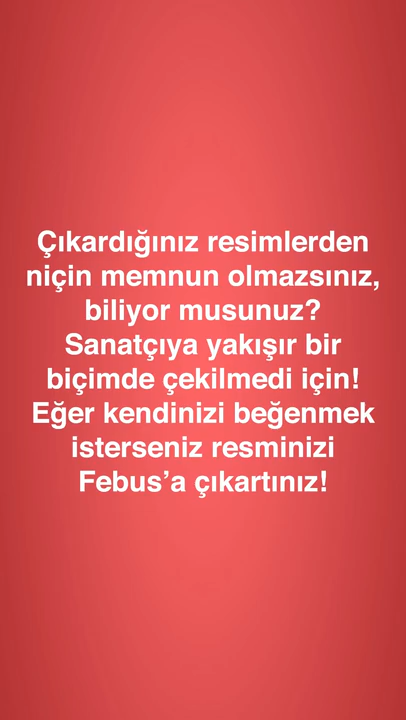 Çıkardığınız resimlerden
niçin memnun olmazsınız,
biliyor musunuz?
Sanatçıya yakışır bir
biçimde çekilmedi için!
Eğer kendinizi beğenmek
isterseniz resminizi
Febus’a çıkartınız!